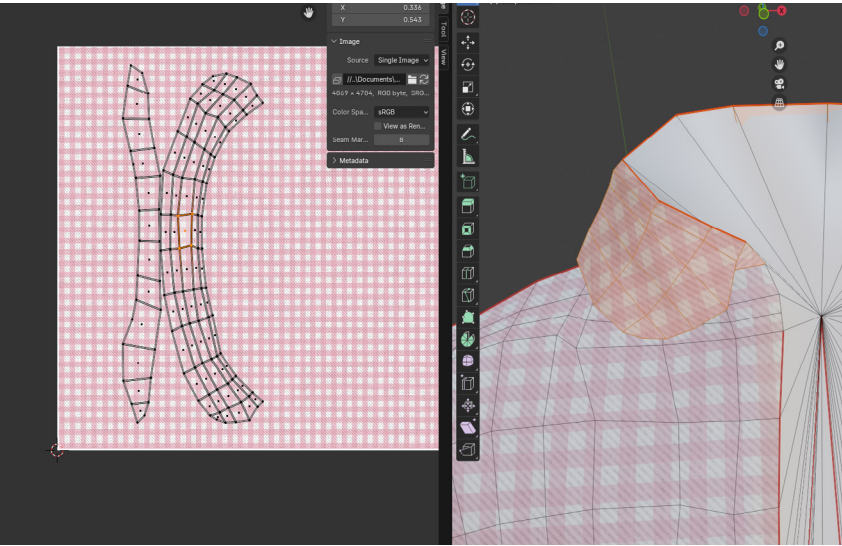 X 0.336
Y 0.543
Image
Source Single Image
//..\Documents\...
4069 × 4704, RGB byte, SRG...
Color Spa... sRGB
View as Ren...
Seam Mar... 8
Metadata
Tool
View
X